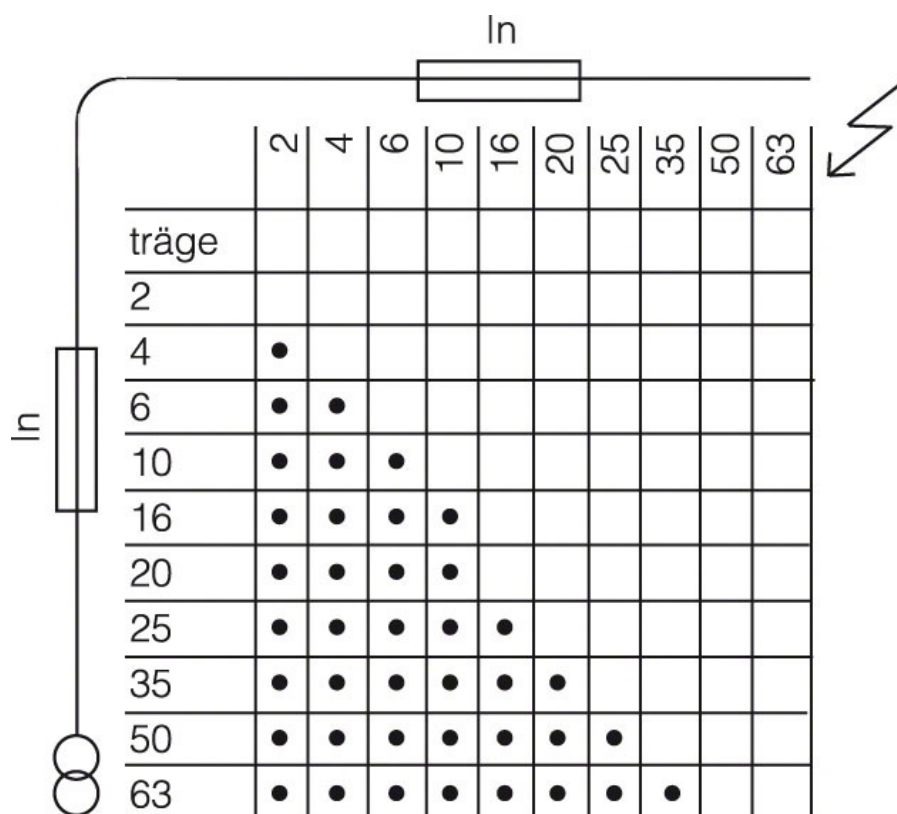 In
2 4 6 10 16 20 25 35 50 63
träge
2
4 •
6 • •
In
10 • • •
16 • • • •
20 • • • •
25 • • • • •
35 • • • • • •
50 • • • • • • •
63 • • • • • • • •